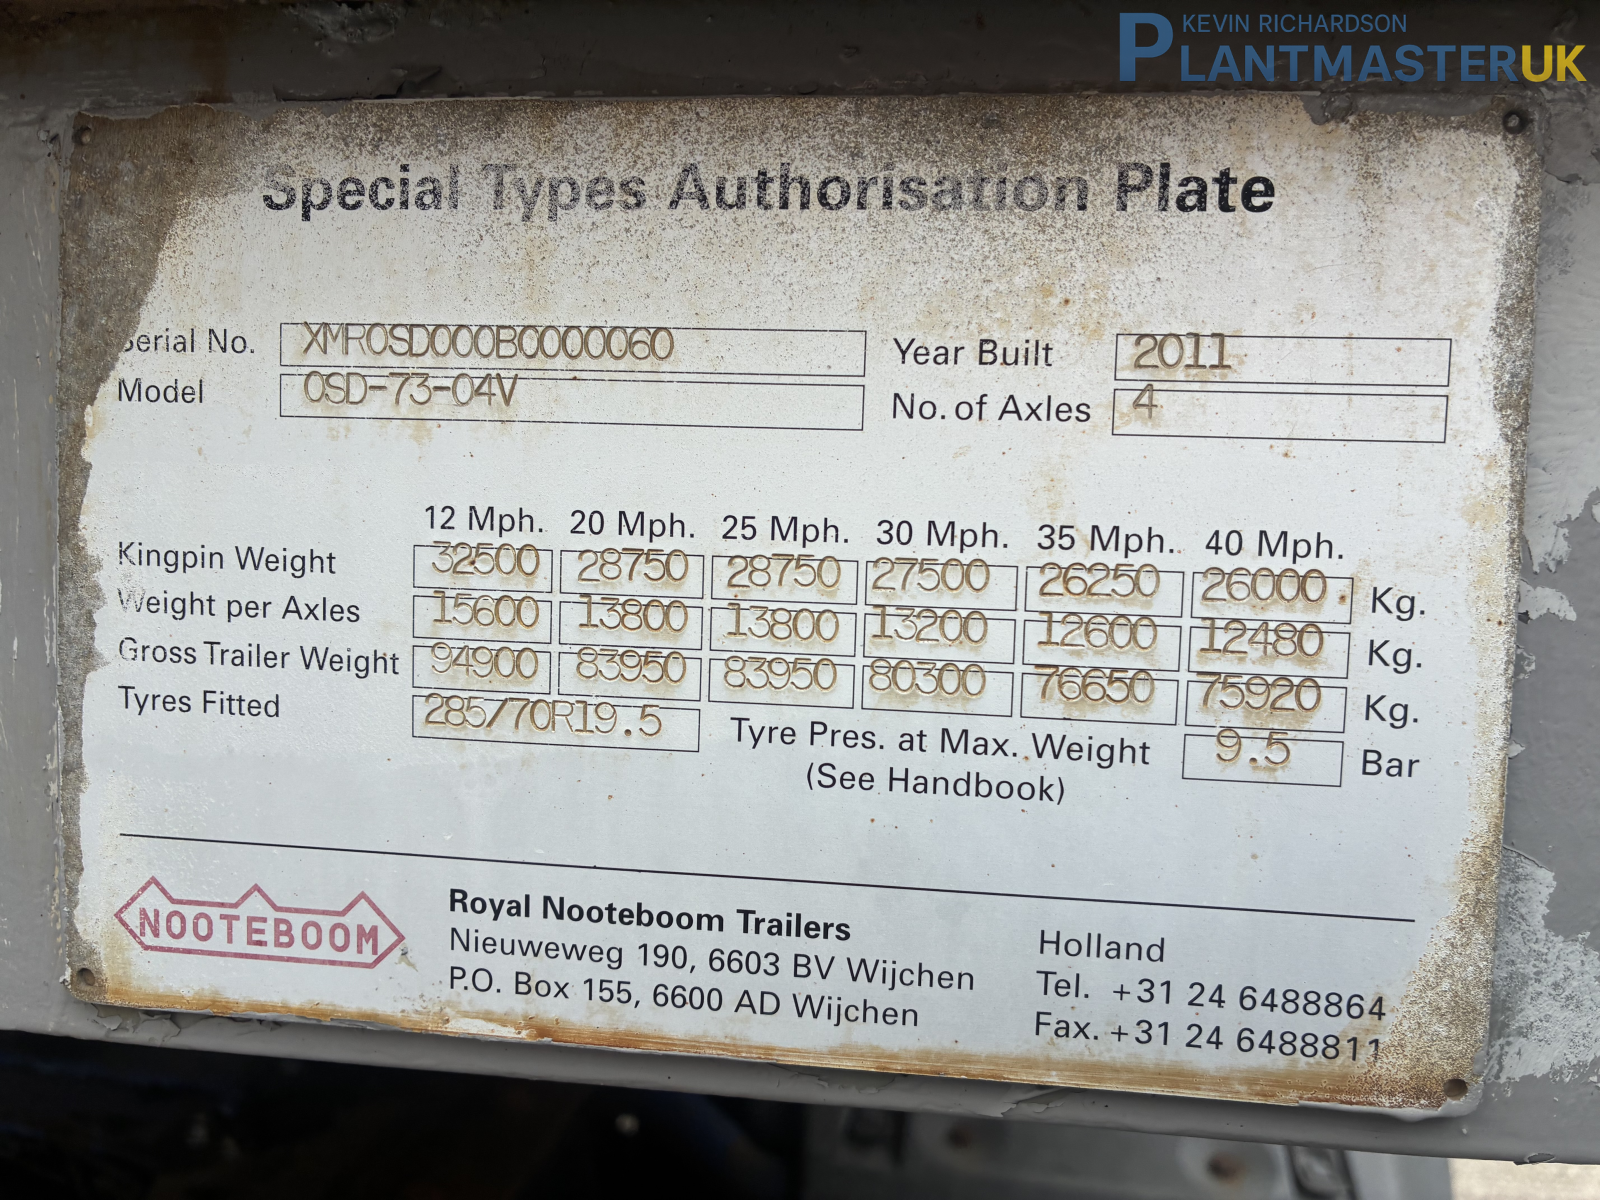 KEVIN RICHARDSON
PLANTMASTERUK
Special Types Authorisation Plate
Serial No. XMROSD000B0000060 Year Built 2011
Model OSD-73-04V No. of Axles 4
12 Mph. 20 Mph. 25 Mph. 30 Mph. 35 Mph. 40 Mph.
Kingpin Weight 32500 28750 28750 27500 26250 26000 Kg.
Weight per Axles 15600 13800 13800 13200 12600 12480 Kg.
Gross Trailer Weight 94900 83950 83950 80300 76650 75920 Kg.
Tyres Fitted 285/70R19.5 Tyre Pres. at Max. Weight 9.5 Bar
(See Handbook)
NOOTEBOOM
Royal Nooteboom Trailers
Nieuweweg 190, 6603 BV Wijchen
P.O. Box 155, 6600 AD Wijchen
Holland
Tel. +31 24 6488864
Fax. +31 24 6488811